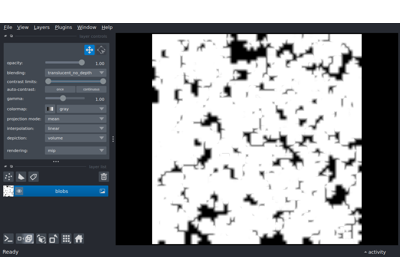 File View Layers Plugins Window Help
opacity: 1.00
blending: translucent_no_depth
contrast limits:
auto-contrast: once continuous
gamma: 1.00
colormap: gray
projection mode: mean
interpolation: linear
depiction: volume
rendering: mip
blobs
Ready
activity